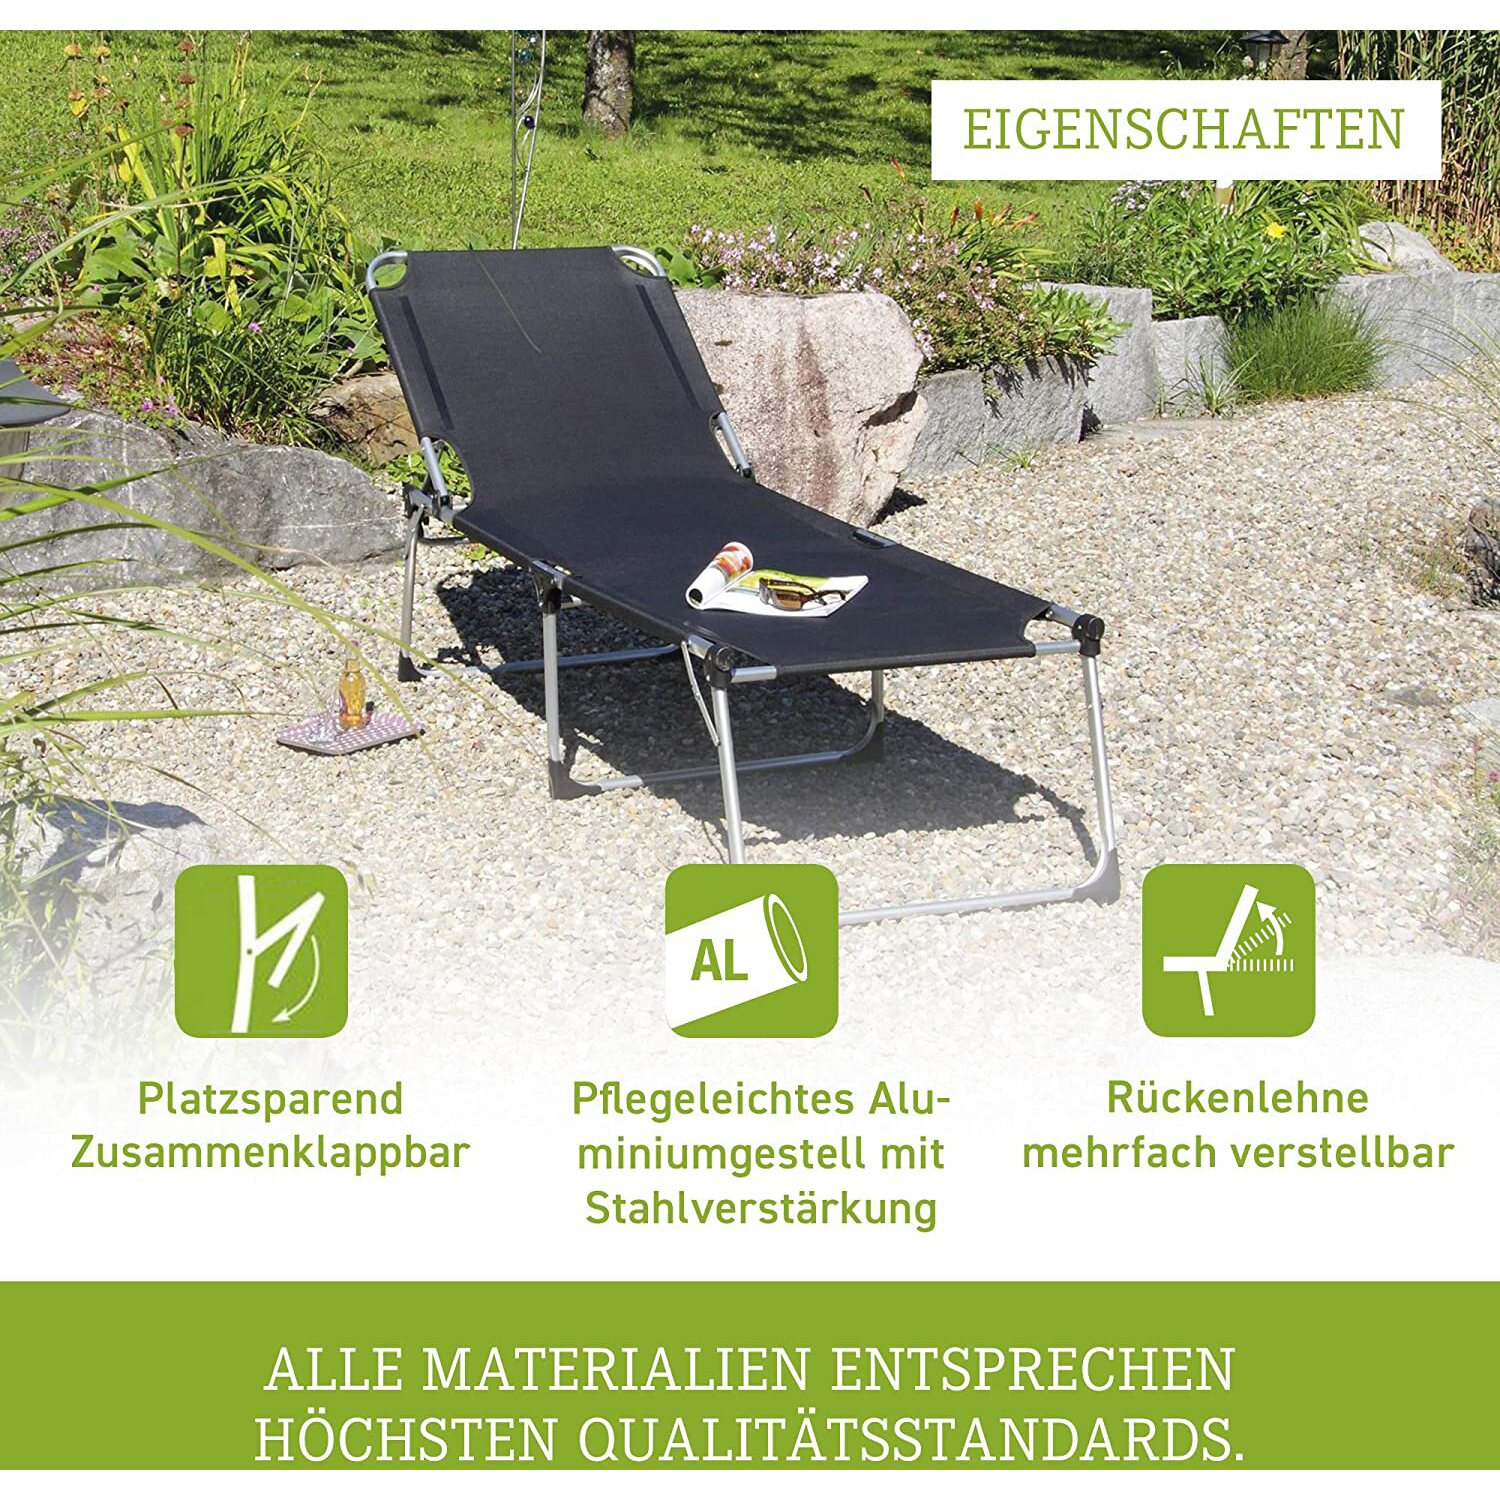 EIGENSCHAFTEN
AL
Platzsparend
Zusammenklappbar
Pflegeleichtes Alu-
miniumgestell mit
Stahlverstärkung
Rückenlehne
mehrfach verstellbar
ALLE MATERIALIEN ENTSPRECHEN
HÖCHSTEN QUALITÄTSSTANDARDS.